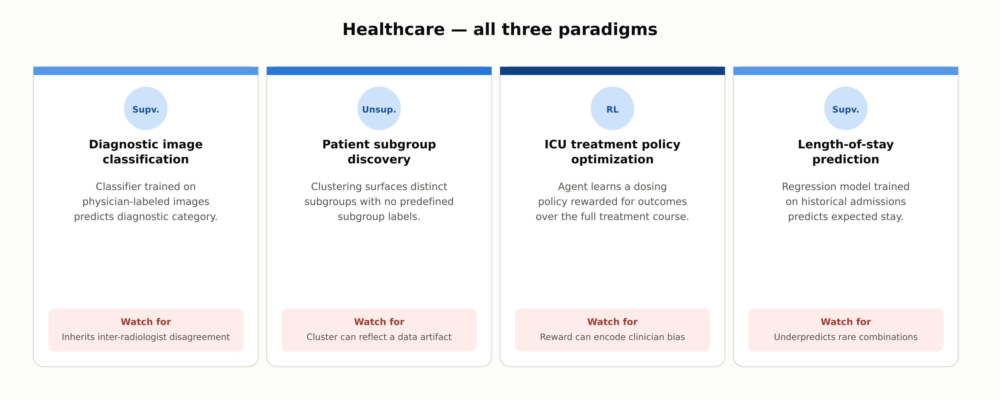 Healthcare — all three paradigms
Supv.
Diagnostic image
classification
Classifier trained on
physician-labeled images
predicts diagnostic category.
Watch for
Inherits inter-radiologist disagreement
Unsup.
Patient subgroup
discovery
Clustering surfaces distinct
subgroups with no predefined
subgroup labels.
Watch for
Cluster can reflect a data artifact
RL
ICU treatment policy
optimization
Agent learns a dosing
policy rewarded for outcomes
over the full treatment course.
Watch for
Reward can encode clinician bias
Supv.
Length-of-stay
prediction
Regression model trained
on historical admissions
predicts expected stay.
Watch for
Underpredicts rare combinations